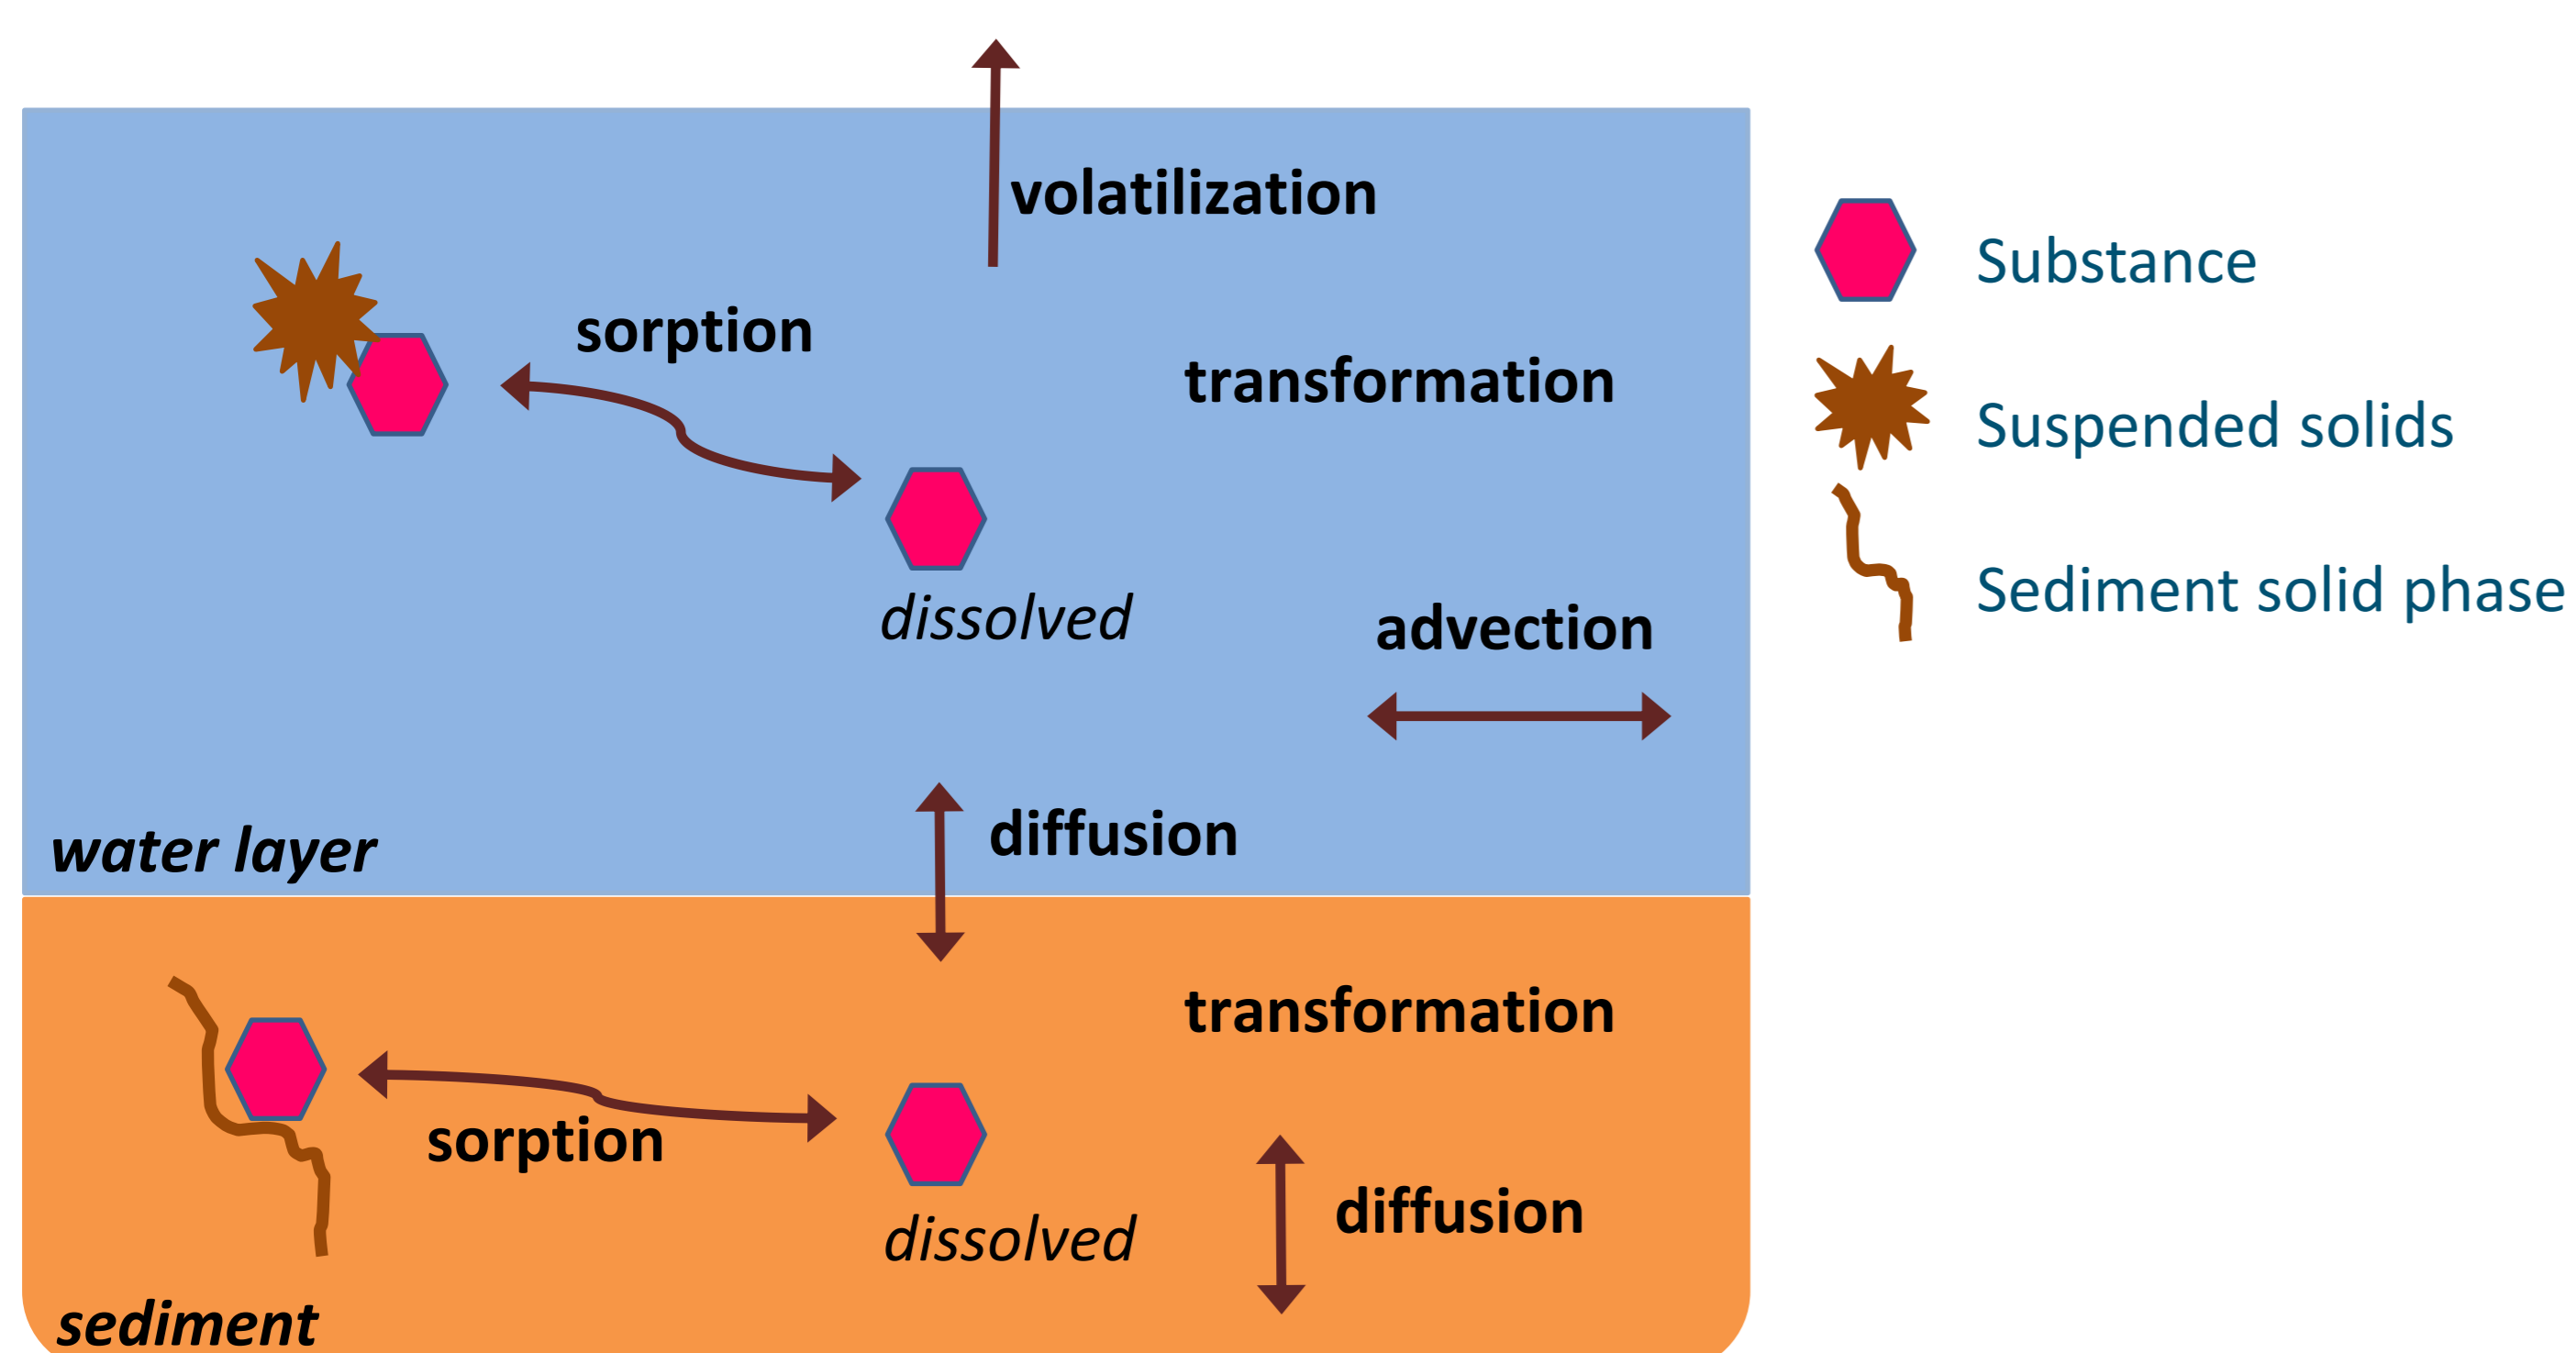 volatilization
sorption
transformation
dissolved
advection
diffusion
water layer
transformation
sorption
dissolved
diffusion
sediment
Substance
Suspended solids
Sediment solid phase